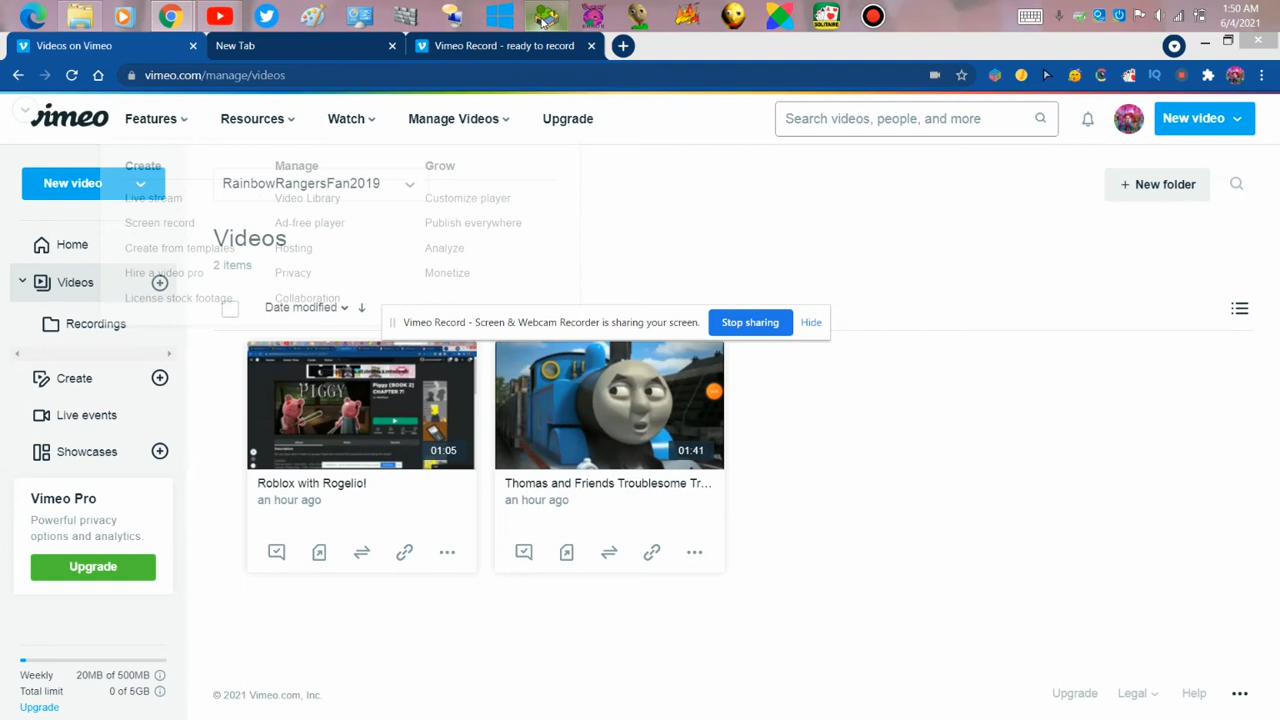 1:50 AM
6/4/2021
Videos on Vimeo
New Tab
Vimeo Record - ready to record
vimeo.com/manage/videos
IQ
vimeo
Features
Resources
Watch
Manage Videos
Upgrade
Search videos, people, and more
New video
Create
Manage
Grow
New video
RainbowRangersFan2019
New folder
Live stream
Video Library
Customize player
Screen record
Ad-free player
Publish everywhere
Home
Videos
Create from templates
Hosting
Analyze
2 items
Hire a video pro
Privacy
Monetize
Videos
License stock footage
Collaboration
Date modified
Recordings
Vimeo Record - Screen & Webcam Recorder is sharing your screen.
Stop sharing
Hide
Create
PIGGY
PIGGY [BOOK 2] CHAPTER 7!
Live events
Showcases
01:05
01:41
Roblox with Rogelio!
an hour ago
Thomas and Friends Troublesome Tr...
an hour ago
Vimeo Pro
Powerful privacy
options and analytics.
Upgrade
Weekly
20MB of 500MB
Total limit
0 of 5GB
Upgrade
© 2021 Vimeo.com, Inc.
Upgrade
Legal
Help